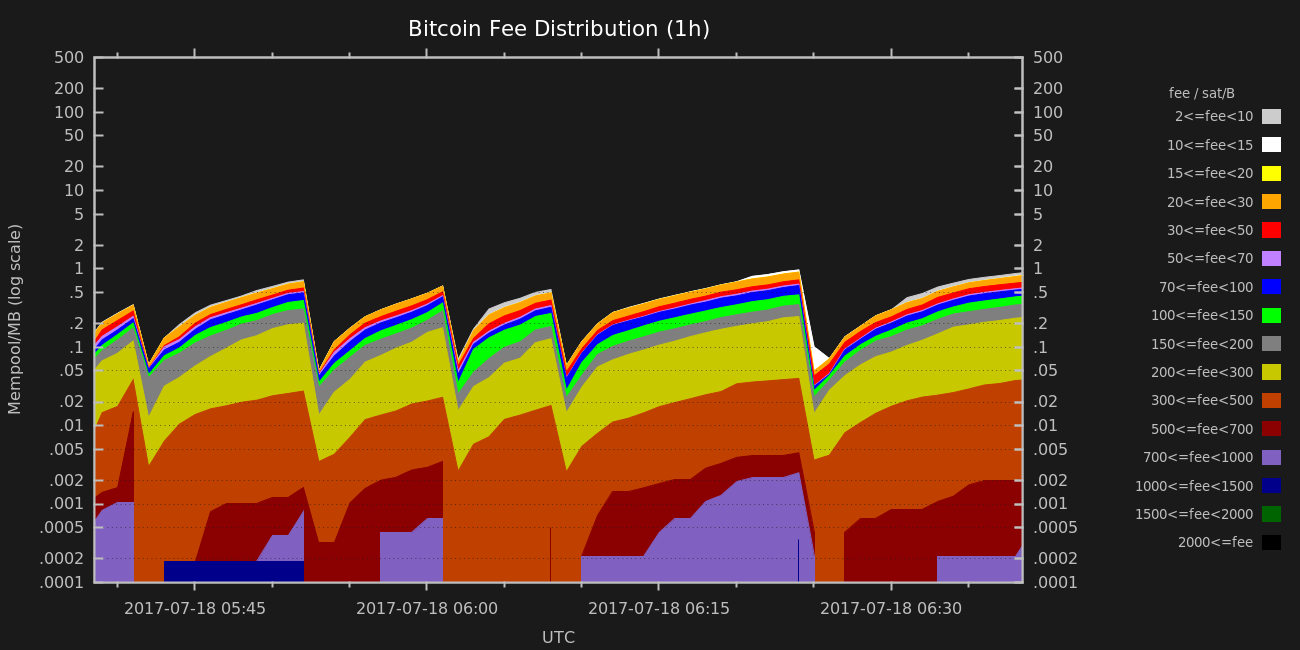 Bitcoin Fee Distribution (1h)
Mempool/MB (log scale)
500
200
100
50
20
10
5
2
1
.5
.2
.1
.05
.02
.01
.005
.002
.001
.0005
.0002
.0001
500
200
100
50
20
10
5
2
1
.5
.2
.1
.05
.02
.01
.005
.002
.001
.0005
.0002
.0001
2017-07-18 05:45
2017-07-18 06:00
2017-07-18 06:15
2017-07-18 06:30
UTC
fee / sat/B
2<=fee<10
10<=fee<15
15<=fee<20
20<=fee<30
30<=fee<50
50<=fee<70
70<=fee<100
100<=fee<150
150<=fee<200
200<=fee<300
300<=fee<500
500<=fee<700
700<=fee<1000
1000<=fee<1500
1500<=fee<2000
2000<=fee